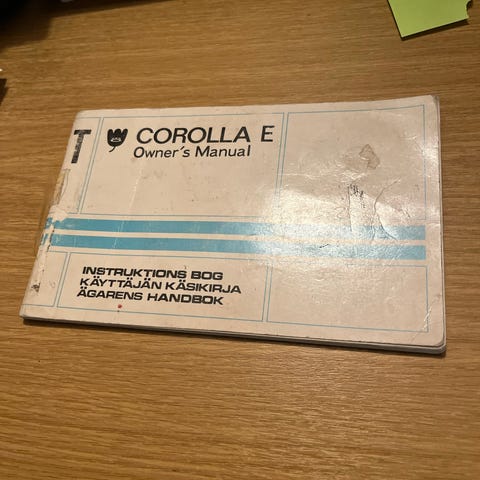 T
COROLLA E
Owner's Manual
INSTRUKTIONS BOG
KÄYTTÄJÄN KÄSIKIRJA
ÄGARENS HANDBOK